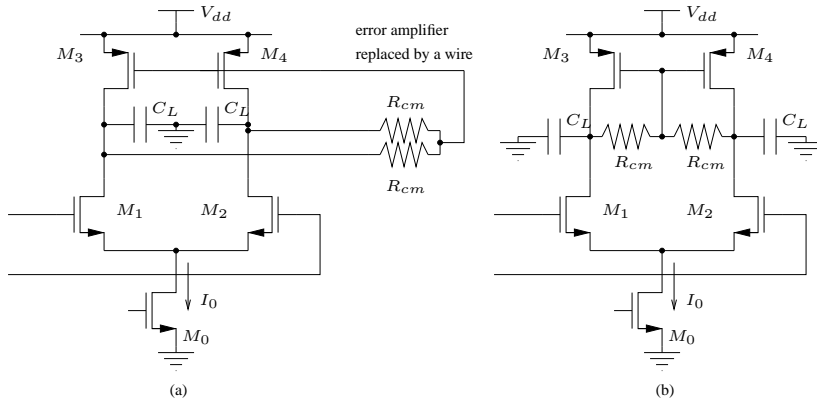 V_dd
error amplifier
replaced by a wire
M_3
M_4
C_L
C_L
R_cm
R_cm
M_1
M_2
I_0
M_0
(a)
V_dd
M_3
M_4
C_L
C_L
R_cm
R_cm
M_1
M_2
I_0
M_0
(b)